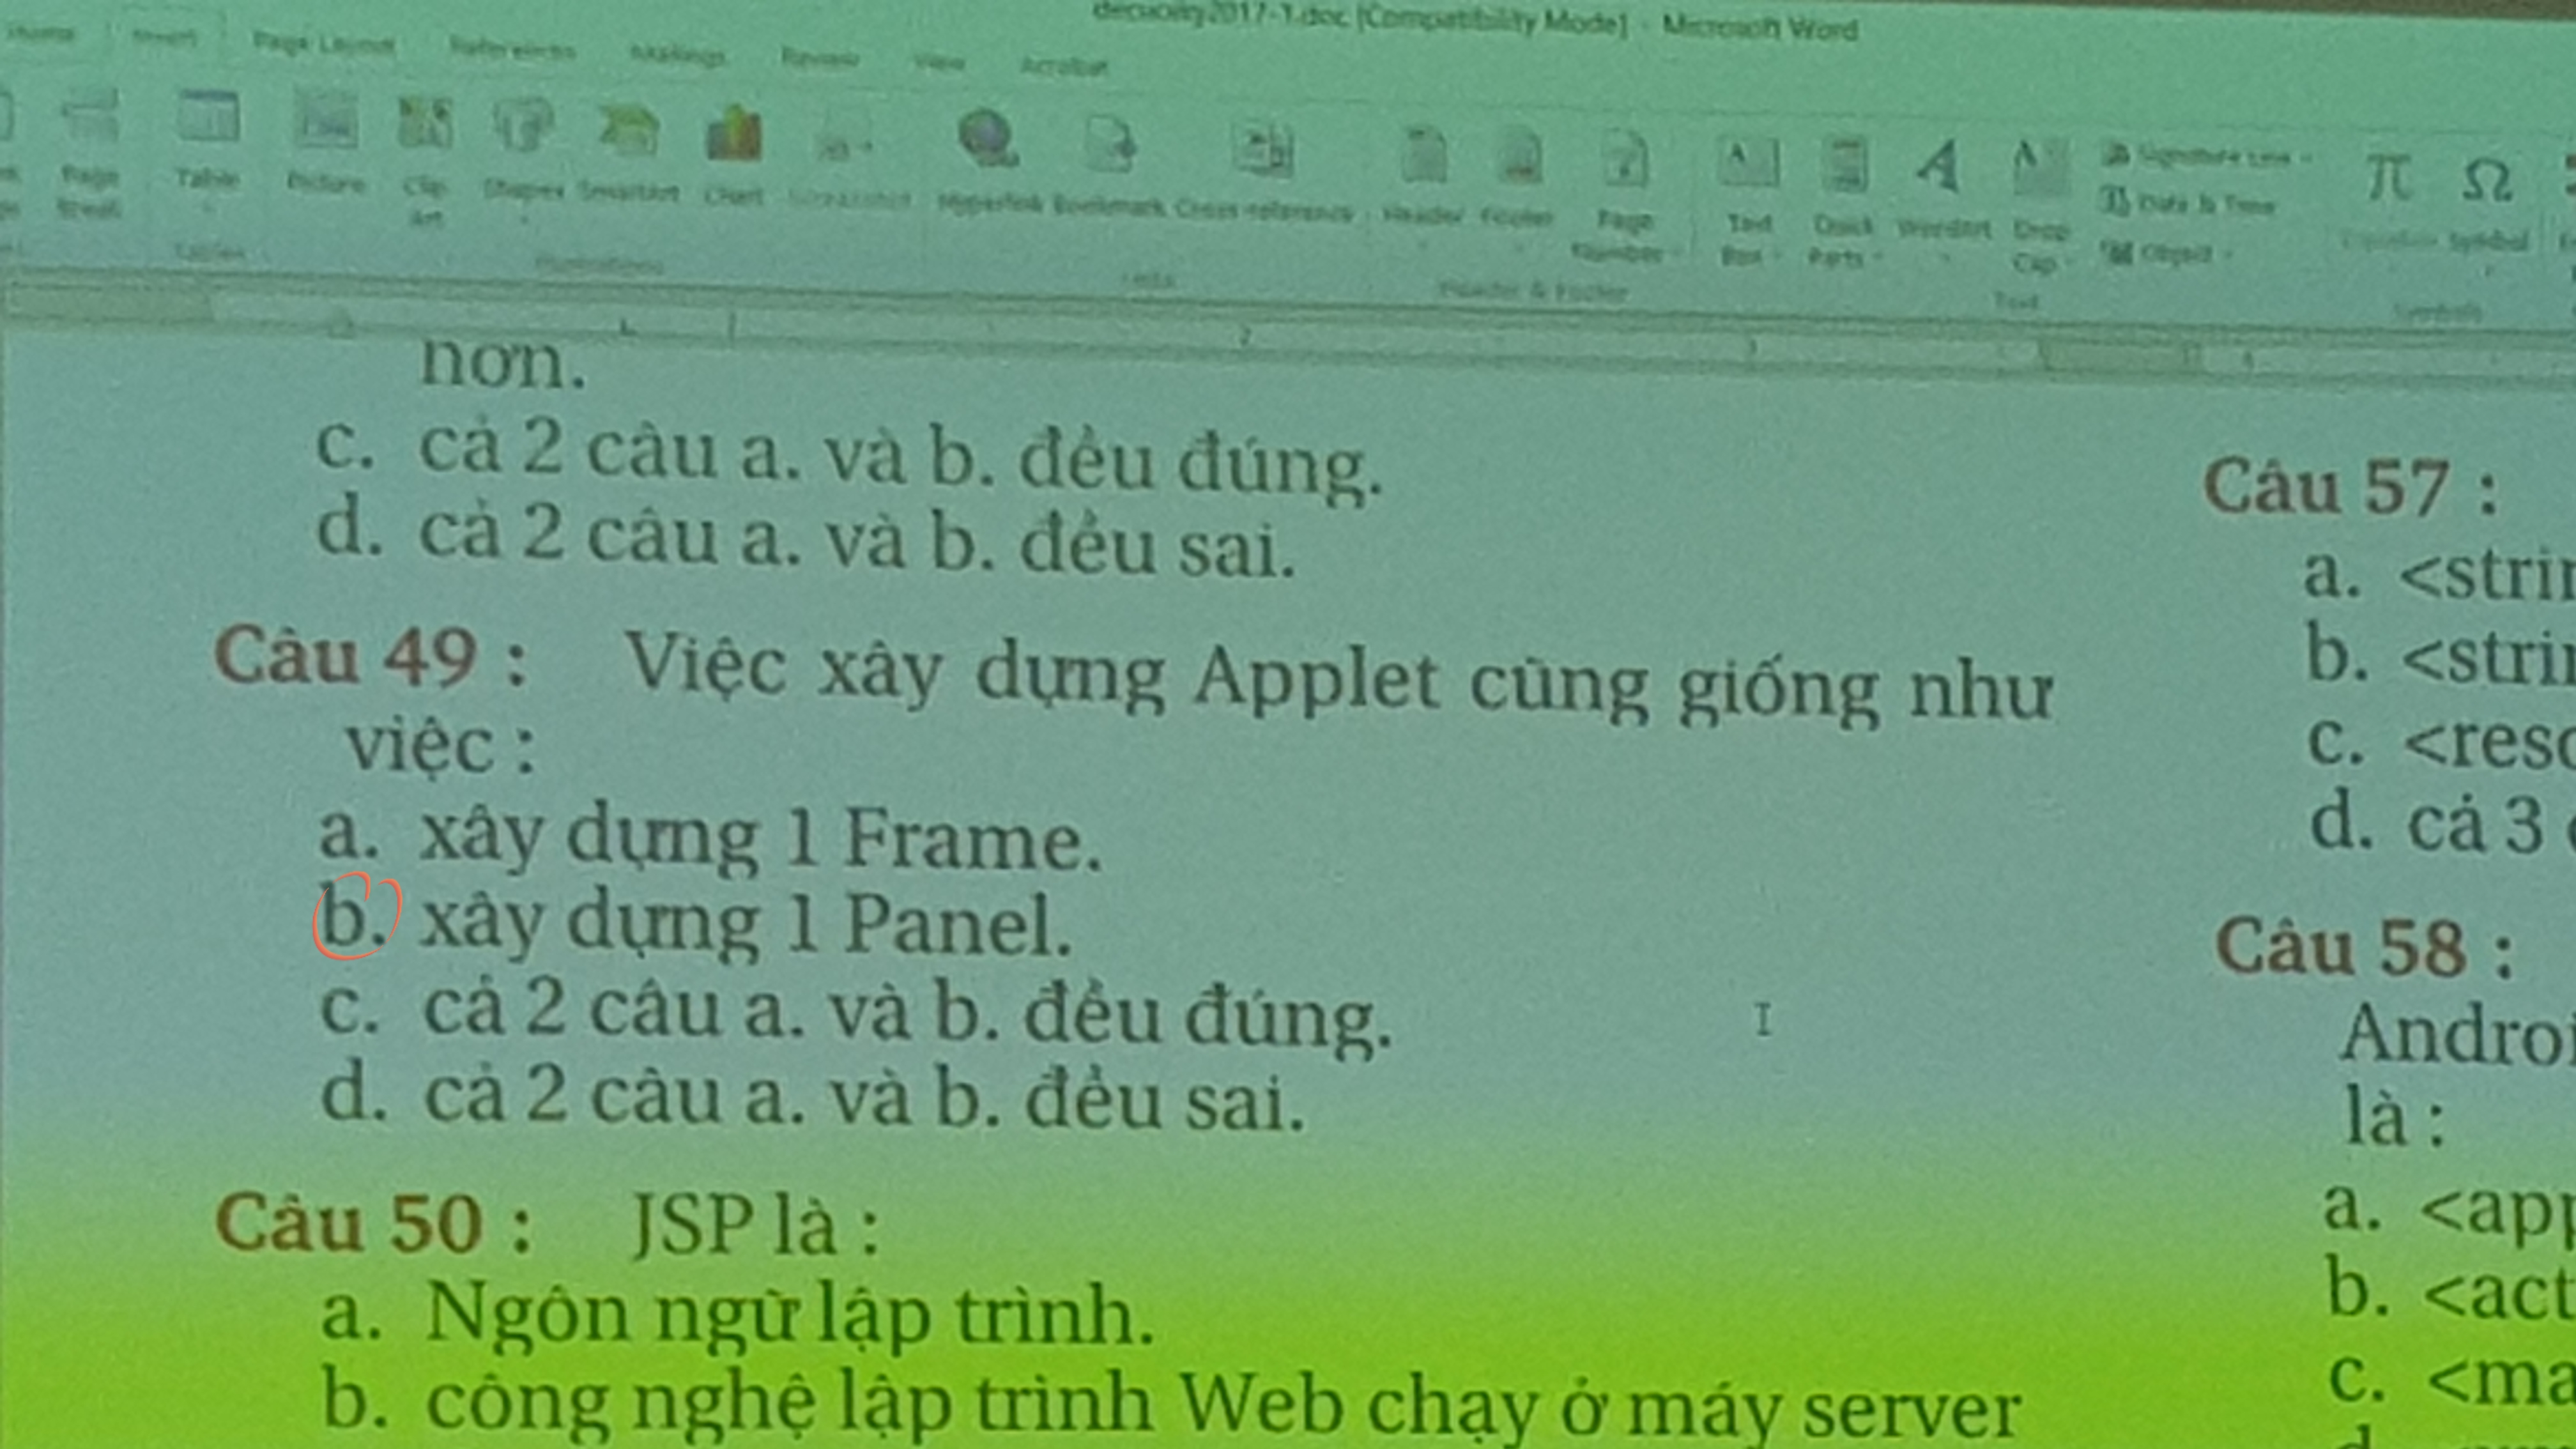 2017-1.doc [Compatibility Mode] - Microsoft Word
Insert Page Layout References Mailings Review View Acrobat
Page Break
Table
Picture
Clip Art
Shapes
SmartArt
Chart
Screenshot
Hyperlink
Bookmark
Cross-reference
Header
Footer
Page Number
Text Box
Quick Parts
WordArt
Drop Cap
Signature Line
Date & Time
Object
π
Ω
Equation
Symbol
Tables
Illustrations
Links
Header & Footer
Text
Symbols
hơn.
c. cả 2 câu a. và b. đều đúng.
d. cả 2 câu a. và b. đều sai.
Câu 49 : Việc xây dựng Applet cũng giống như
việc :
a. xây dựng 1 Frame.
b. xây dựng 1 Panel.
c. cả 2 câu a. và b. đều đúng.
d. cả 2 câu a. và b. đều sai.
Câu 50 : JSP là :
a. Ngôn ngữ lập trình.
b. công nghệ lập trình Web chạy ở máy server
Câu 57 :
a. <strin
b. <strin
c. <reso
d. cả 3
Câu 58 :
Androi
là :
a. <app
b. <act
c. <ma